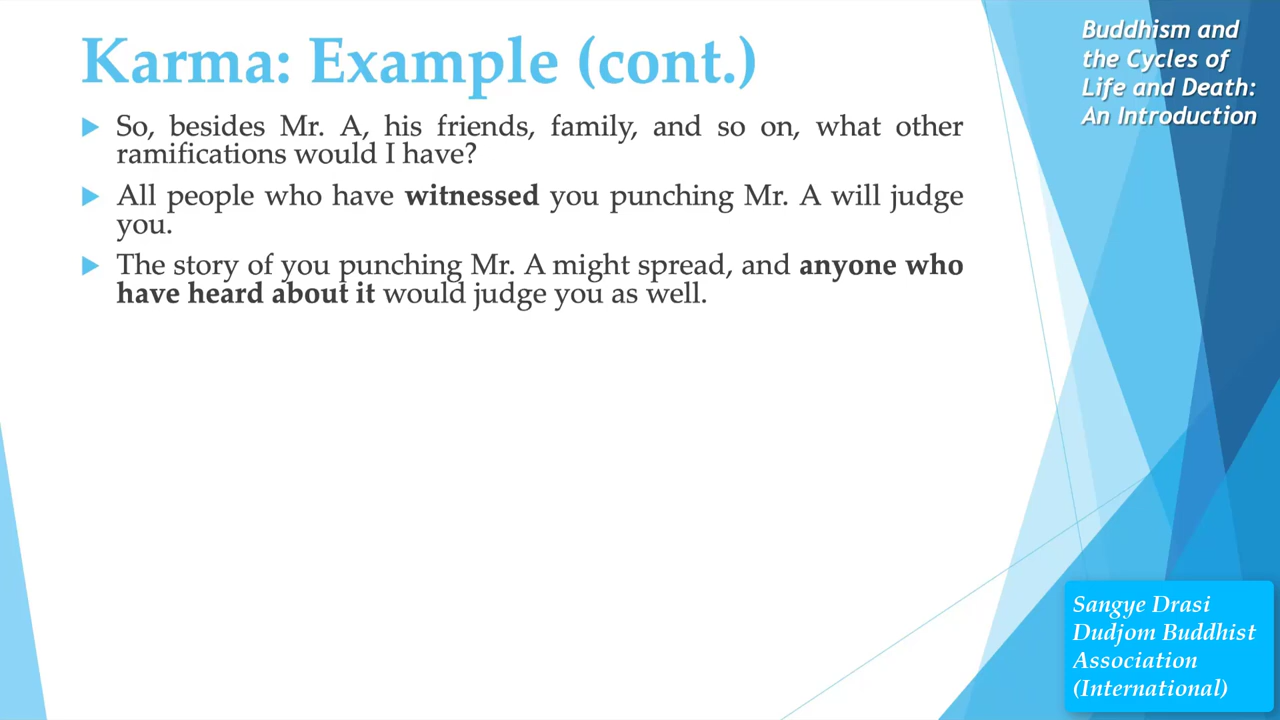 Karma: Example (cont.)
So, besides Mr. A, his friends, family, and so on, what other
ramifications would I have?
All people who have witnessed you punching Mr. A will judge
you.
The story of you punching Mr. A might spread, and anyone who
have heard about it would judge you as well.
Buddhism and
the Cycles of
Life and Death:
An Introduction
Sangye Drasi
Dudjom Buddhist
Association
(International)